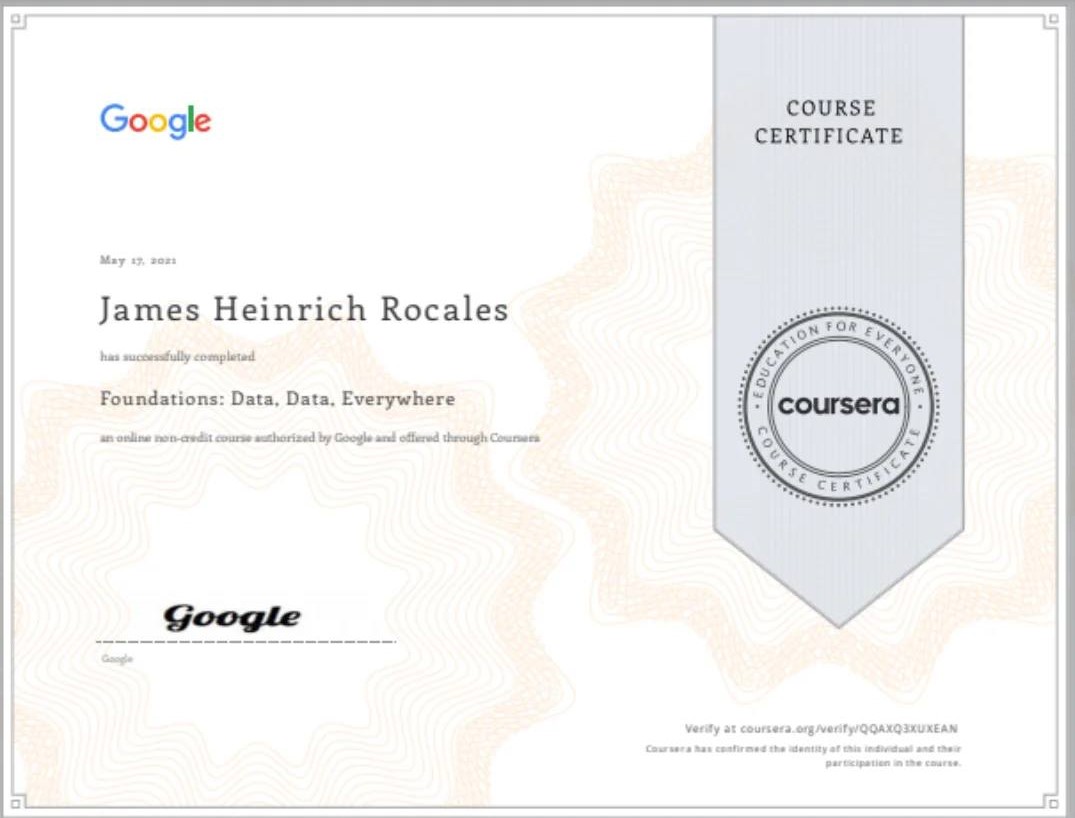 Google
COURSE
CERTIFICATE
May 17, 2021
James Heinrich Rocales
has successfully completed
Foundations: Data, Data, Everywhere
an online non-credit course authorized by Google and offered through Coursera
EDUCATION FOR EVERYONE
coursera
COURSE CERTIFICATE
Google
Google
Verify at coursera.org/verify/QQAXQ3XUXEAN
Coursera has confirmed the identity of this individual and their
participation in the course.